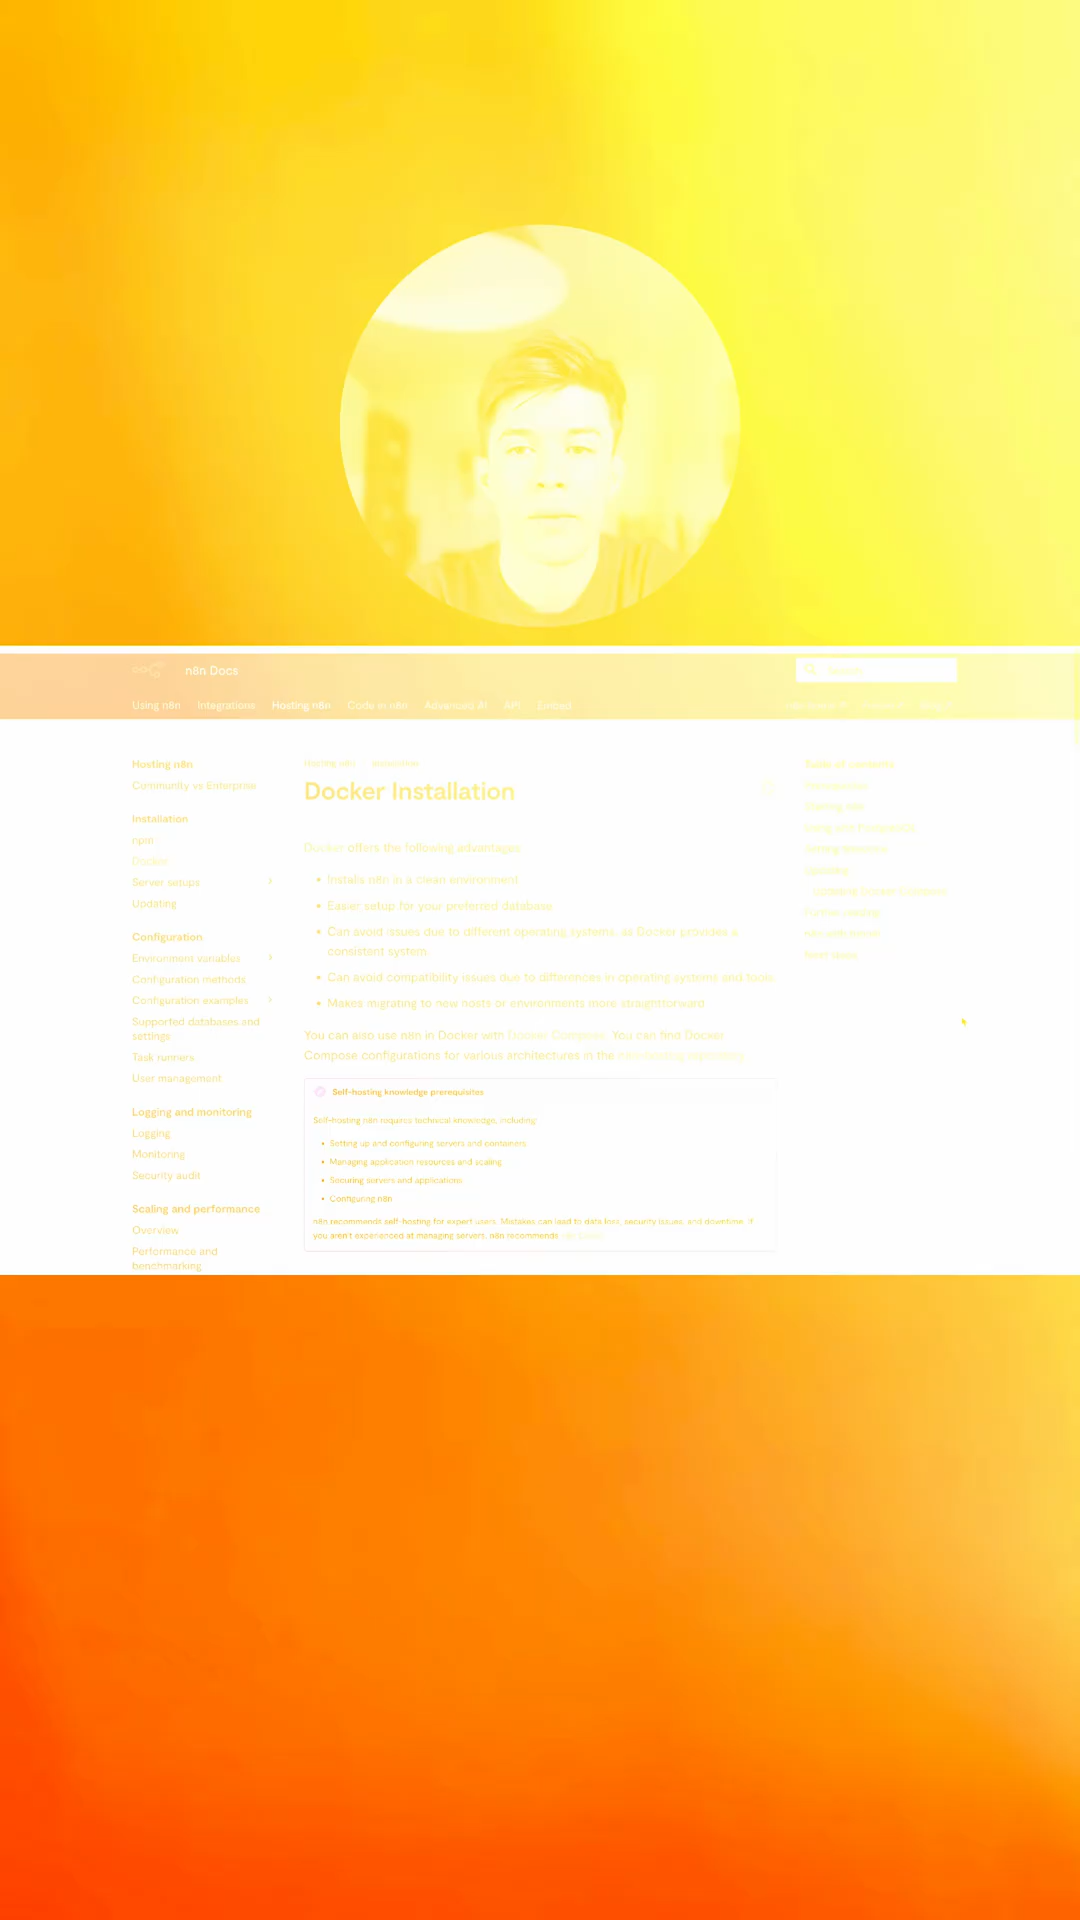 n8n Docs
Using n8n
Integrations
Hosting n8n
Code in n8n
Advanced AI
API
Embed
Hosting n8n
Community vs Enterprise
Installation
npm
Docker
Server setups
Updating
Configuration
Environment variables
Configuration methods
Configuration examples
Supported databases and
settings
Task runners
User management
Logging and monitoring
Logging
Monitoring
Security audit
Scaling and performance
Overview
Performance and
benchmarking
Hosting n8n
Installation
Docker Installation
Docker offers the following advantages:
• Installs n8n in a clean environment.
• Easier setup for your preferred database.
• Can avoid issues due to different operating systems, as Docker provides a
consistent system.
• Can avoid compatibility issues due to differences in operating systems and tools.
• Makes migrating to new hosts or environments more straightforward.
You can also use n8n in Docker with Docker Compose. You can find Docker
Compose configurations for various architectures in the
Self-hosting knowledge prerequisites
Self-hosting n8n requires technical knowledge, including:
• Setting up and configuring servers and containers
• Managing application resources and scaling
• Securing servers and applications
• Configuring n8n
n8n recommends self-hosting for expert users. Mistakes can lead to data loss, security issues, and downtime. If
you aren't experienced at managing servers, n8n recommends
Table of contents